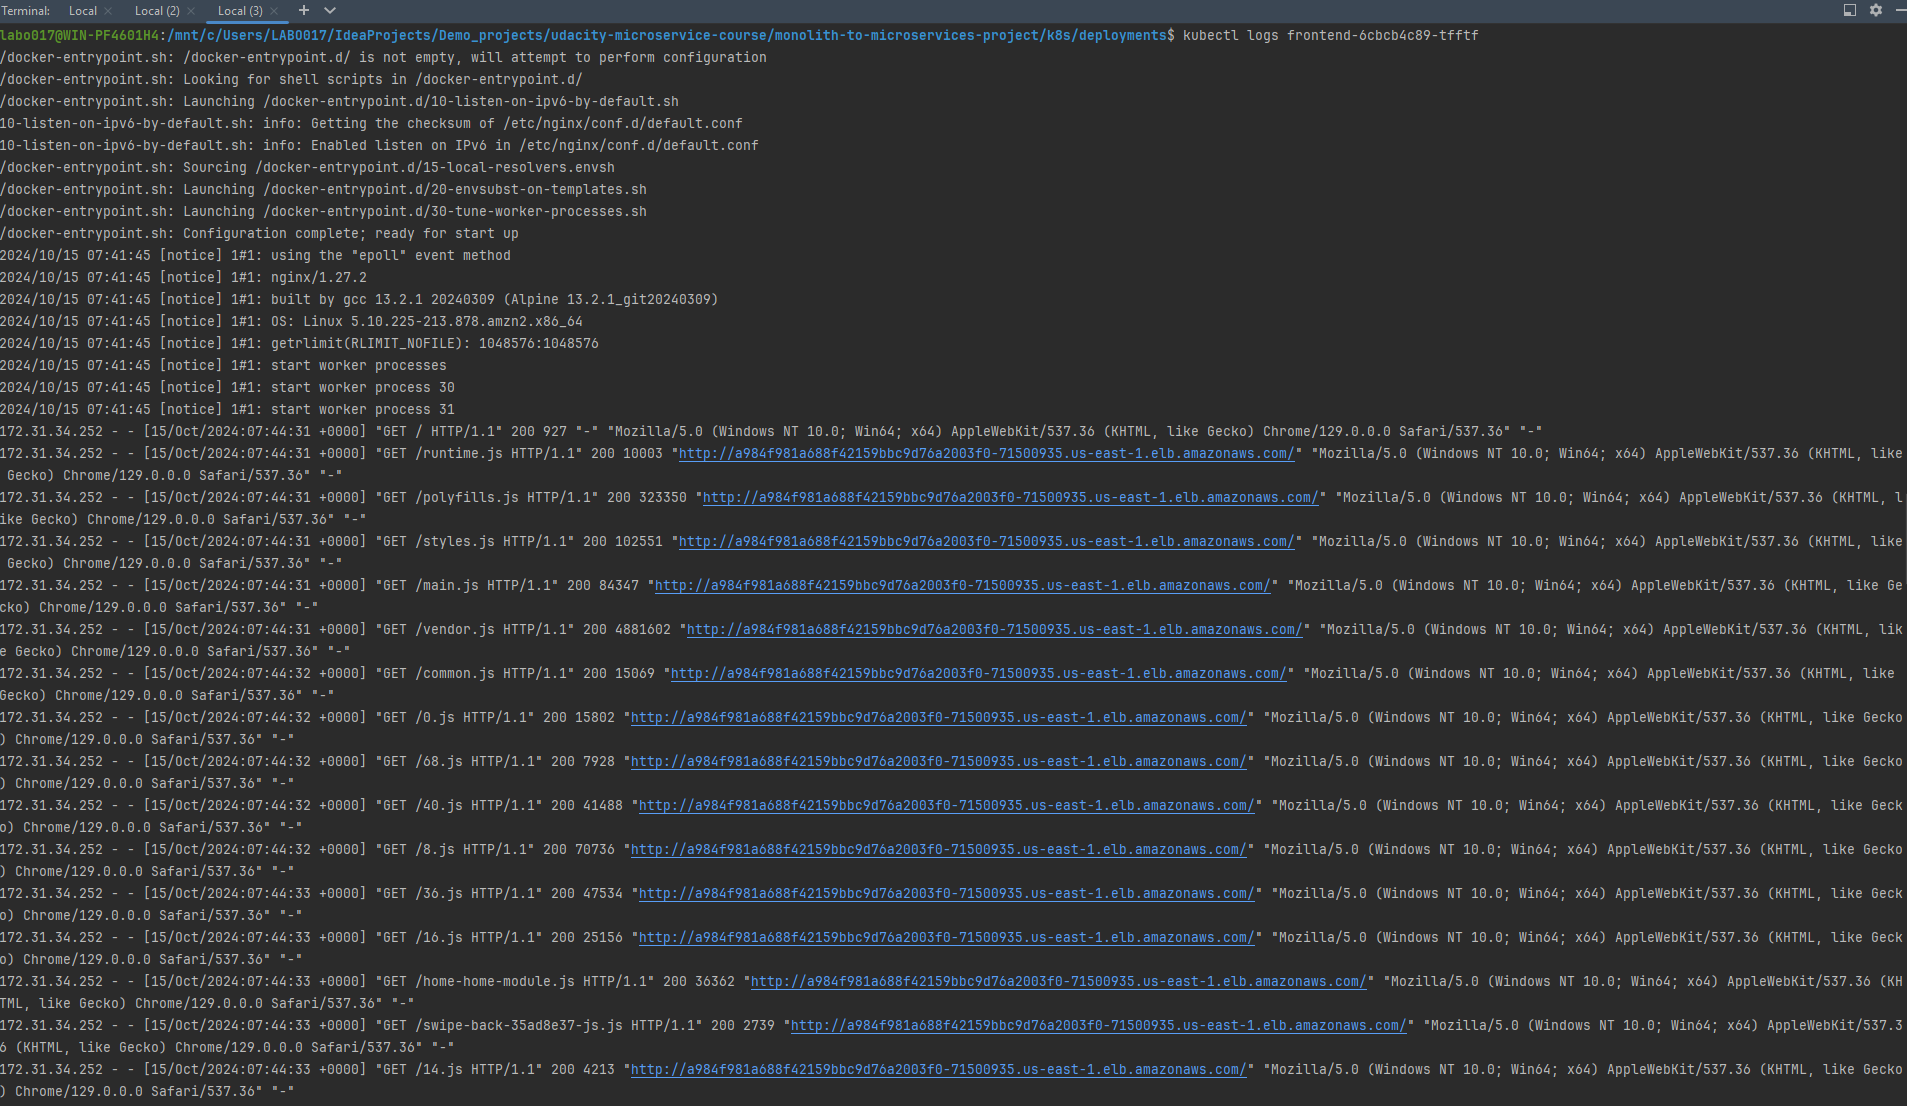 Terminal: Local × Local (2) × Local (3) × +
labo017@WIN-PF4601H4:/mnt/c/Users/LABO017/IdeaProjects/Demo_projects/udacity-microservice-course/monolith-to-microservices-project/k8s/deployments$ kubectl logs frontend-6cbcb4c89-tfftf
/docker-entrypoint.sh: /docker-entrypoint.d/ is not empty, will attempt to perform configuration
/docker-entrypoint.sh: Looking for shell scripts in /docker-entrypoint.d/
/docker-entrypoint.sh: Launching /docker-entrypoint.d/10-listen-on-ipv6-by-default.sh
10-listen-on-ipv6-by-default.sh: info: Getting the checksum of /etc/nginx/conf.d/default.conf
10-listen-on-ipv6-by-default.sh: info: Enabled listen on IPv6 in /etc/nginx/conf.d/default.conf
/docker-entrypoint.sh: Sourcing /docker-entrypoint.d/15-local-resolvers.envsh
/docker-entrypoint.sh: Launching /docker-entrypoint.d/20-envsubst-on-templates.sh
/docker-entrypoint.sh: Launching /docker-entrypoint.d/30-tune-worker-processes.sh
/docker-entrypoint.sh: Configuration complete; ready for start up
2024/10/15 07:41:45 [notice] 1#1: using the "epoll" event method
2024/10/15 07:41:45 [notice] 1#1: nginx/1.27.2
2024/10/15 07:41:45 [notice] 1#1: built by gcc 13.2.1 20240309 (Alpine 13.2.1_git20240309)
2024/10/15 07:41:45 [notice] 1#1: OS: Linux 5.10.225-213.878.amzn2.x86_64
2024/10/15 07:41:45 [notice] 1#1: getrlimit(RLIMIT_NOFILE): 1048576:1048576
2024/10/15 07:41:45 [notice] 1#1: start worker processes
2024/10/15 07:41:45 [notice] 1#1: start worker process 30
2024/10/15 07:41:45 [notice] 1#1: start worker process 31
172.31.34.252 - - [15/Oct/2024:07:44:31 +0000] "GET / HTTP/1.1" 200 927 "-" "Mozilla/5.0 (Windows NT 10.0; Win64; x64) AppleWebKit/537.36 (KHTML, like Gecko) Chrome/129.0.0.0 Safari/537.36" "-"
172.31.34.252 - - [15/Oct/2024:07:44:31 +0000] "GET /runtime.js HTTP/1.1" 200 10003 "http://a984f981a688f42159bbc9d76a2003f0-71500935.us-east-1.elb.amazonaws.com/" "Mozilla/5.0 (Windows NT 10.0; Win64; x64) AppleWebKit/537.36 (KHTML, like
 Gecko) Chrome/129.0.0.0 Safari/537.36" "-"
172.31.34.252 - - [15/Oct/2024:07:44:31 +0000] "GET /polyfills.js HTTP/1.1" 200 323350 "http://a984f981a688f42159bbc9d76a2003f0-71500935.us-east-1.elb.amazonaws.com/" "Mozilla/5.0 (Windows NT 10.0; Win64; x64) AppleWebKit/537.36 (KHTML, l
ike Gecko) Chrome/129.0.0.0 Safari/537.36" "-"
172.31.34.252 - - [15/Oct/2024:07:44:31 +0000] "GET /styles.js HTTP/1.1" 200 102551 "http://a984f981a688f42159bbc9d76a2003f0-71500935.us-east-1.elb.amazonaws.com/" "Mozilla/5.0 (Windows NT 10.0; Win64; x64) AppleWebKit/537.36 (KHTML, like
 Gecko) Chrome/129.0.0.0 Safari/537.36" "-"
172.31.34.252 - - [15/Oct/2024:07:44:31 +0000] "GET /main.js HTTP/1.1" 200 84347 "http://a984f981a688f42159bbc9d76a2003f0-71500935.us-east-1.elb.amazonaws.com/" "Mozilla/5.0 (Windows NT 10.0; Win64; x64) AppleWebKit/537.36 (KHTML, like Ge
cko) Chrome/129.0.0.0 Safari/537.36" "-"
172.31.34.252 - - [15/Oct/2024:07:44:31 +0000] "GET /vendor.js HTTP/1.1" 200 4881602 "http://a984f981a688f42159bbc9d76a2003f0-71500935.us-east-1.elb.amazonaws.com/" "Mozilla/5.0 (Windows NT 10.0; Win64; x64) AppleWebKit/537.36 (KHTML, lik
e Gecko) Chrome/129.0.0.0 Safari/537.36" "-"
172.31.34.252 - - [15/Oct/2024:07:44:32 +0000] "GET /common.js HTTP/1.1" 200 15069 "http://a984f981a688f42159bbc9d76a2003f0-71500935.us-east-1.elb.amazonaws.com/" "Mozilla/5.0 (Windows NT 10.0; Win64; x64) AppleWebKit/537.36 (KHTML, like
Gecko) Chrome/129.0.0.0 Safari/537.36" "-"
172.31.34.252 - - [15/Oct/2024:07:44:32 +0000] "GET /0.js HTTP/1.1" 200 15802 "http://a984f981a688f42159bbc9d76a2003f0-71500935.us-east-1.elb.amazonaws.com/" "Mozilla/5.0 (Windows NT 10.0; Win64; x64) AppleWebKit/537.36 (KHTML, like Gecko
) Chrome/129.0.0.0 Safari/537.36" "-"
172.31.34.252 - - [15/Oct/2024:07:44:32 +0000] "GET /68.js HTTP/1.1" 200 7928 "http://a984f981a688f42159bbc9d76a2003f0-71500935.us-east-1.elb.amazonaws.com/" "Mozilla/5.0 (Windows NT 10.0; Win64; x64) AppleWebKit/537.36 (KHTML, like Gecko
) Chrome/129.0.0.0 Safari/537.36" "-"
172.31.34.252 - - [15/Oct/2024:07:44:32 +0000] "GET /40.js HTTP/1.1" 200 41488 "http://a984f981a688f42159bbc9d76a2003f0-71500935.us-east-1.elb.amazonaws.com/" "Mozilla/5.0 (Windows NT 10.0; Win64; x64) AppleWebKit/537.36 (KHTML, like Geck
o) Chrome/129.0.0.0 Safari/537.36" "-"
172.31.34.252 - - [15/Oct/2024:07:44:32 +0000] "GET /8.js HTTP/1.1" 200 70736 "http://a984f981a688f42159bbc9d76a2003f0-71500935.us-east-1.elb.amazonaws.com/" "Mozilla/5.0 (Windows NT 10.0; Win64; x64) AppleWebKit/537.36 (KHTML, like Gecko
) Chrome/129.0.0.0 Safari/537.36" "-"
172.31.34.252 - - [15/Oct/2024:07:44:33 +0000] "GET /36.js HTTP/1.1" 200 47534 "http://a984f981a688f42159bbc9d76a2003f0-71500935.us-east-1.elb.amazonaws.com/" "Mozilla/5.0 (Windows NT 10.0; Win64; x64) AppleWebKit/537.36 (KHTML, like Geck
o) Chrome/129.0.0.0 Safari/537.36" "-"
172.31.34.252 - - [15/Oct/2024:07:44:33 +0000] "GET /16.js HTTP/1.1" 200 25156 "http://a984f981a688f42159bbc9d76a2003f0-71500935.us-east-1.elb.amazonaws.com/" "Mozilla/5.0 (Windows NT 10.0; Win64; x64) AppleWebKit/537.36 (KHTML, like Geck
o) Chrome/129.0.0.0 Safari/537.36" "-"
172.31.34.252 - - [15/Oct/2024:07:44:33 +0000] "GET /home-home-module.js HTTP/1.1" 200 36362 "http://a984f981a688f42159bbc9d76a2003f0-71500935.us-east-1.elb.amazonaws.com/" "Mozilla/5.0 (Windows NT 10.0; Win64; x64) AppleWebKit/537.36 (KH
TML, like Gecko) Chrome/129.0.0.0 Safari/537.36" "-"
172.31.34.252 - - [15/Oct/2024:07:44:33 +0000] "GET /swipe-back-35ad8e37-js.js HTTP/1.1" 200 2739 "http://a984f981a688f42159bbc9d76a2003f0-71500935.us-east-1.elb.amazonaws.com/" "Mozilla/5.0 (Windows NT 10.0; Win64; x64) AppleWebKit/537.3
6 (KHTML, like Gecko) Chrome/129.0.0.0 Safari/537.36" "-"
172.31.34.252 - - [15/Oct/2024:07:44:33 +0000] "GET /14.js HTTP/1.1" 200 4213 "http://a984f981a688f42159bbc9d76a2003f0-71500935.us-east-1.elb.amazonaws.com/" "Mozilla/5.0 (Windows NT 10.0; Win64; x64) AppleWebKit/537.36 (KHTML, like Gecko
) Chrome/129.0.0.0 Safari/537.36" "-"